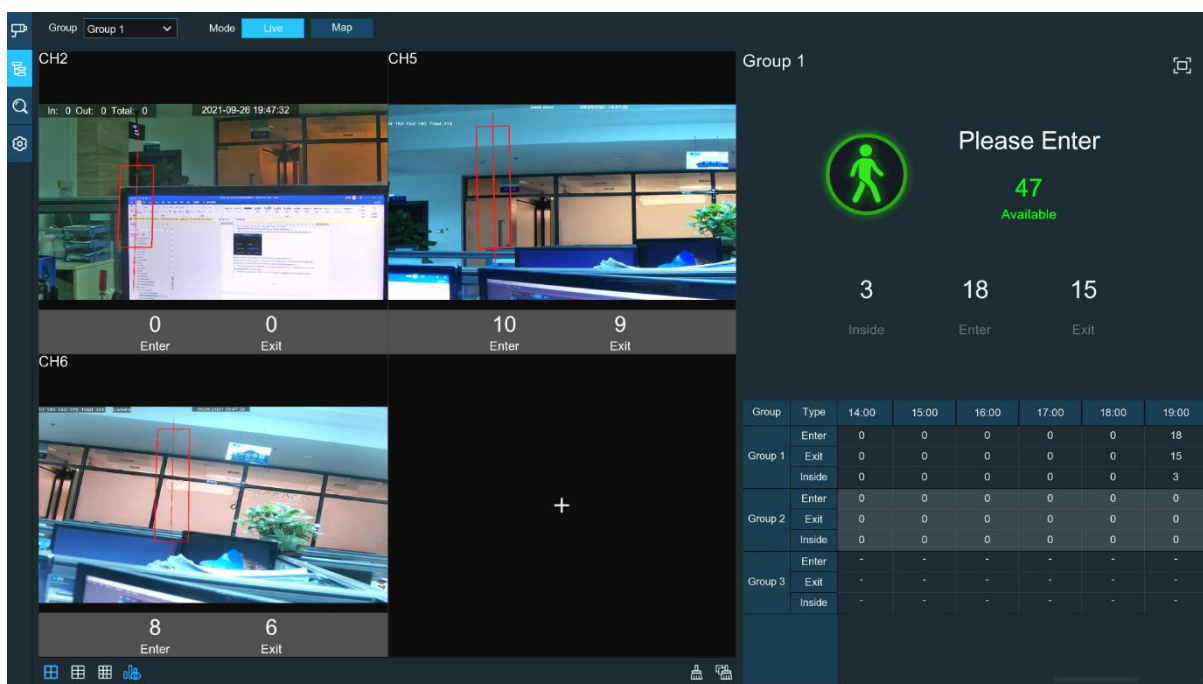 Group Group 1 Mode Live Map
CH2
In: 0 Out: 0 Total: 0 2021-09-26 19:47:32
0 0
Enter Exit
CH5
10 9
Enter Exit
CH6
8 6
Enter Exit
+
Group 1
Please Enter
47
Available
3 18 15
Inside Enter Exit
Group Type 14:00 15:00 16:00 17:00 18:00 19:00
Group 1 Enter 0 0 0 0 0 18
Exit 0 0 0 0 0 15
Inside 0 0 0 0 0 3
Group 2 Enter 0 0 0 0 0 0
Exit 0 0 0 0 0 0
Inside 0 0 0 0 0 0
Group 3 Enter - - - - - -
Exit - - - - - -
Inside - - - - - -